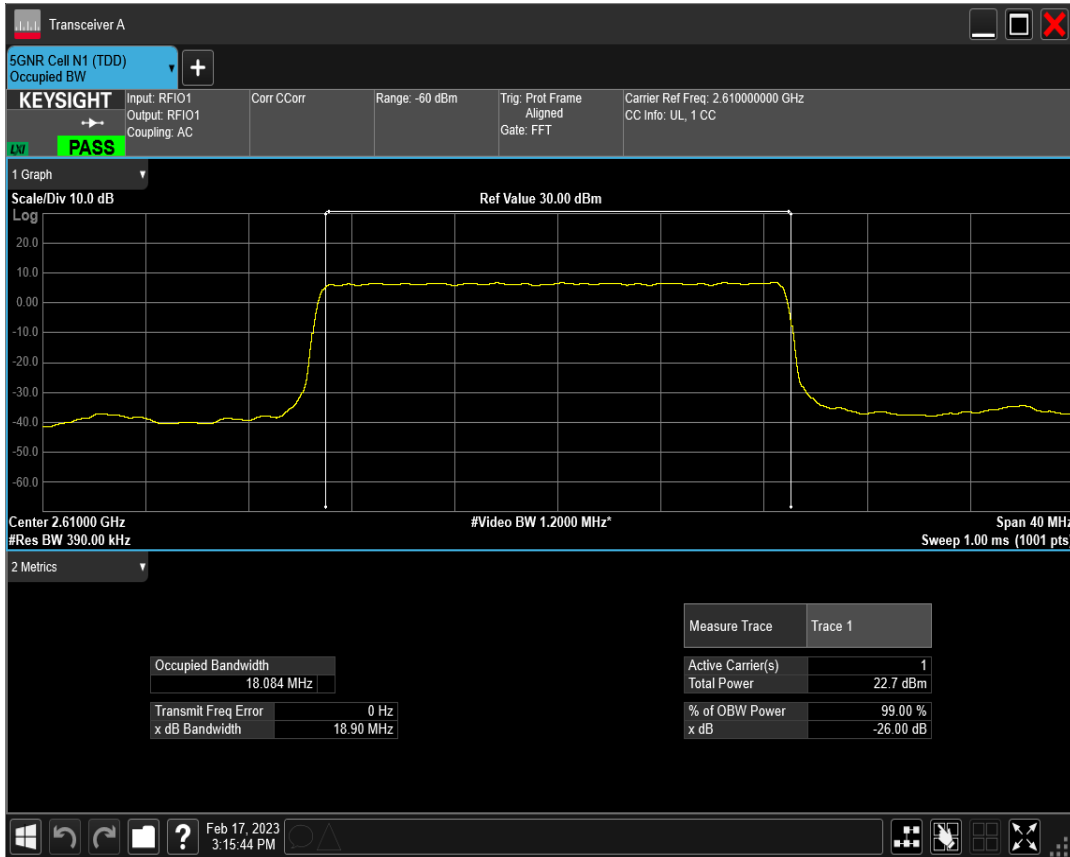 Transceiver A
5GNR Cell N1 (TDD)
Occupied BW
+
KEYSIGHT
LXI
PASS
Input: RFIO1
Output: RFIO1
Coupling: AC
Corr CCorr
Range: -60 dBm
Trig: Prot Frame
Aligned
Gate: FFT
Carrier Ref Freq: 2.610000000 GHz
CC Info: UL, 1 CC
1 Graph
Scale/Div 10.0 dB
Ref Value 30.00 dBm
Log
20.0
10.0
0.00
-10.0
-20.0
-30.0
-40.0
-50.0
-60.0
Center 2.61000 GHz
#Video BW 1.2000 MHz*
Span 40 MHz
#Res BW 390.00 kHz
Sweep 1.00 ms (1001 pts)
2 Metrics
Measure Trace Trace 1
Occupied Bandwidth
18.084 MHz
Active Carrier(s) 1
Total Power 22.7 dBm
Transmit Freq Error 0 Hz
x dB Bandwidth 18.90 MHz
% of OBW Power 99.00 %
x dB -26.00 dB
?
Feb 17, 2023
3:15:44 PM